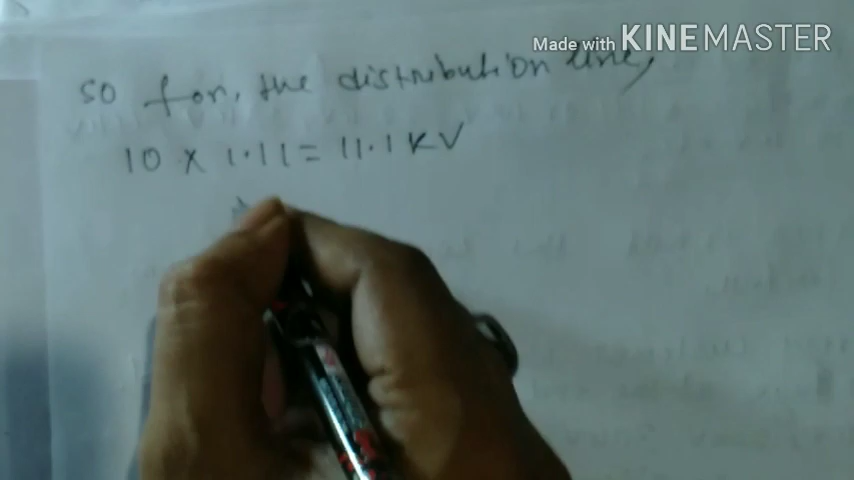 Made with KINEMASTER
so for, the distribution line,
10 × 1.11 = 11.1 KV